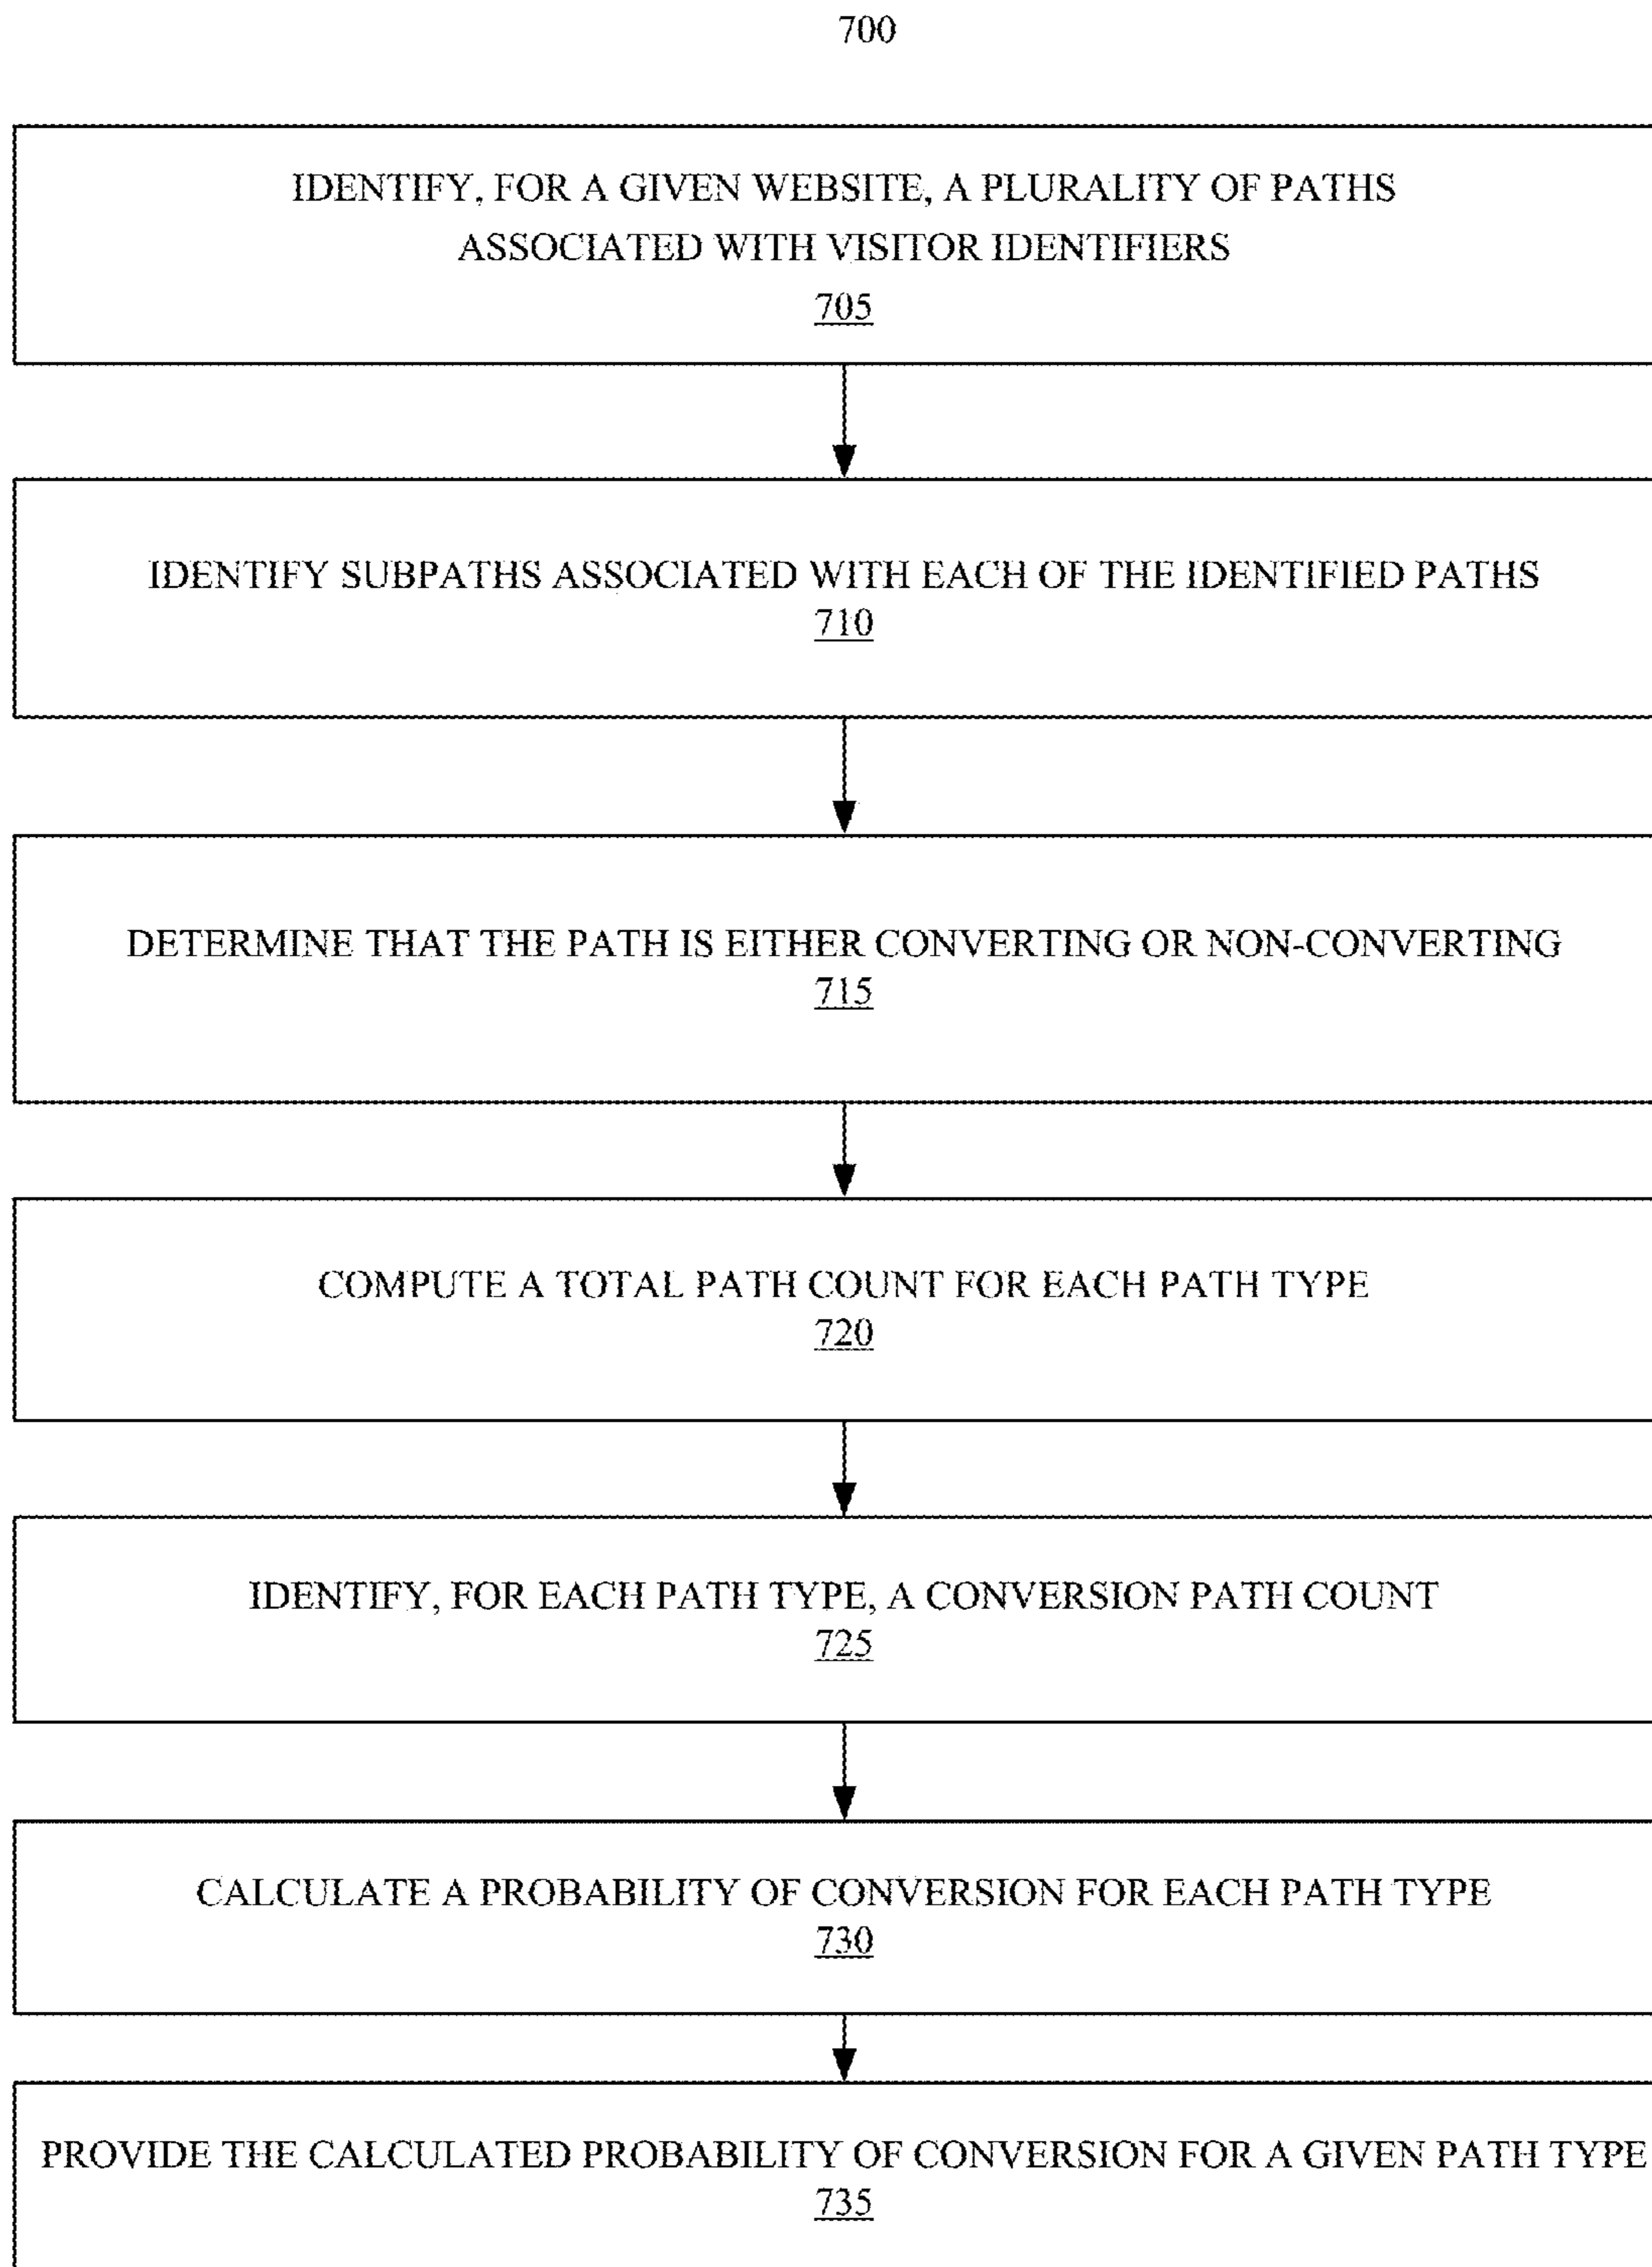 700
IDENTIFY, FOR A GIVEN WEBSITE, A PLURALITY OF PATHS
ASSOCIATED WITH VISITOR IDENTIFIERS
705
IDENTIFY SUBPATHS ASSOCIATED WITH EACH OF THE IDENTIFIED PATHS
710
DETERMINE THAT THE PATH IS EITHER CONVERTING OR NON-CONVERTING
715
COMPUTE A TOTAL PATH COUNT FOR EACH PATH TYPE
720
IDENTIFY, FOR EACH PATH TYPE, A CONVERSION PATH COUNT
725
CALCULATE A PROBABILITY OF CONVERSION FOR EACH PATH TYPE
730
PROVIDE THE CALCULATED PROBABILITY OF CONVERSION FOR A GIVEN PATH TYPE
735